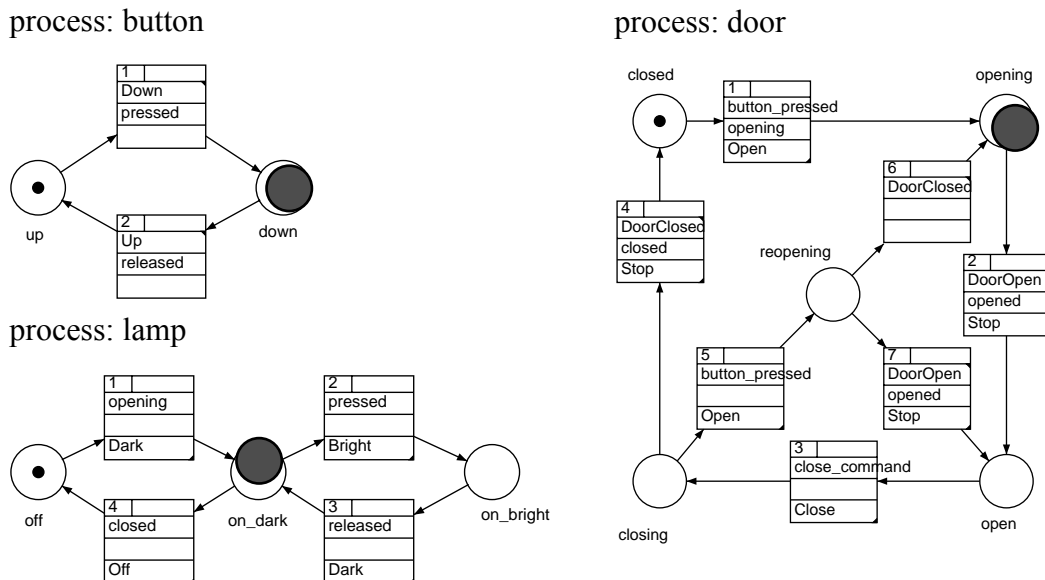 process: button
1
Down
pressed
up
down
2
Up
released
process: lamp
1
opening
Dark
2
pressed
Bright
off
on_dark
on_bright
4
closed
Off
3
released
Dark
process: door
closed
opening
1
button_pressed
opening
Open
6
DoorClosed
4
DoorClosed
closed
Stop
reopening
2
DoorOpen
opened
Stop
5
button_pressed
Open
7
DoorOpen
opened
Stop
3
close_command
Close
closing
open